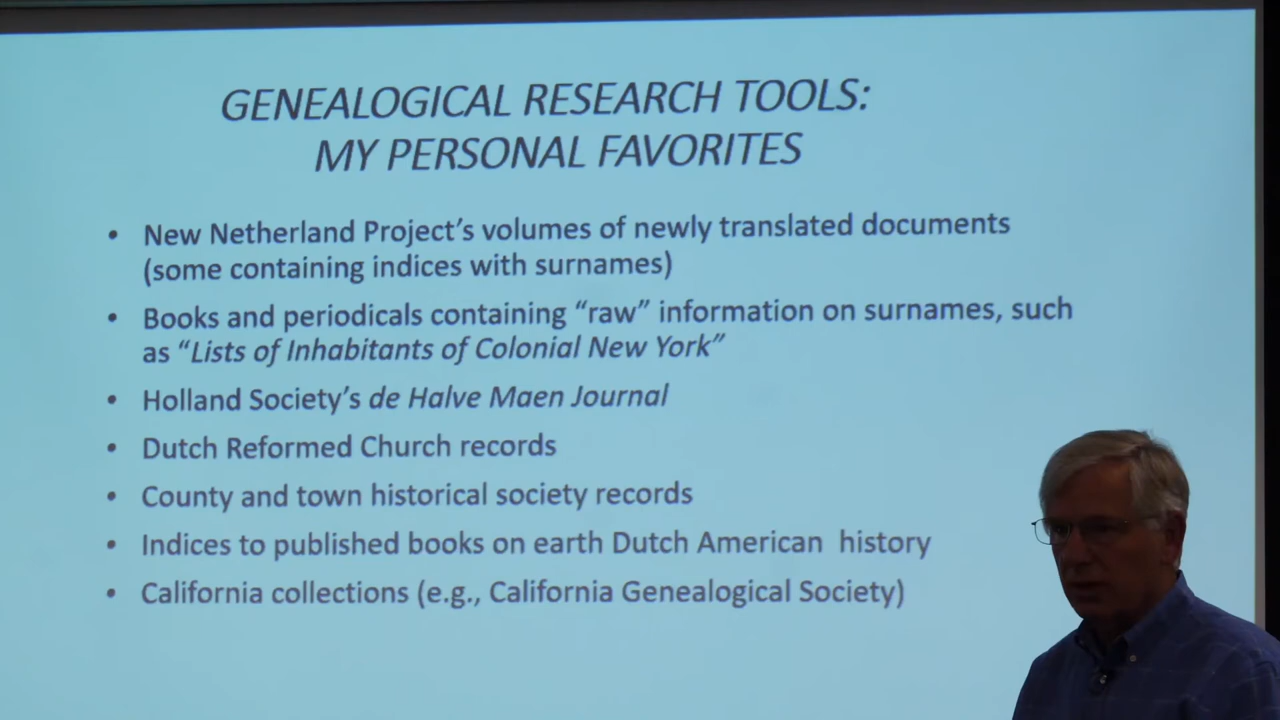 GENEALOGICAL RESEARCH TOOLS:
MY PERSONAL FAVORITES
• New Netherland Project’s volumes of newly translated documents
(some containing indices with surnames)
• Books and periodicals containing “raw” information on surnames, such
as “Lists of Inhabitants of Colonial New York”
• Holland Society’s de Halve Maen Journal
• Dutch Reformed Church records
• County and town historical society records
• Indices to published books on earth Dutch American  history
• California collections (e.g., California Genealogical Society)